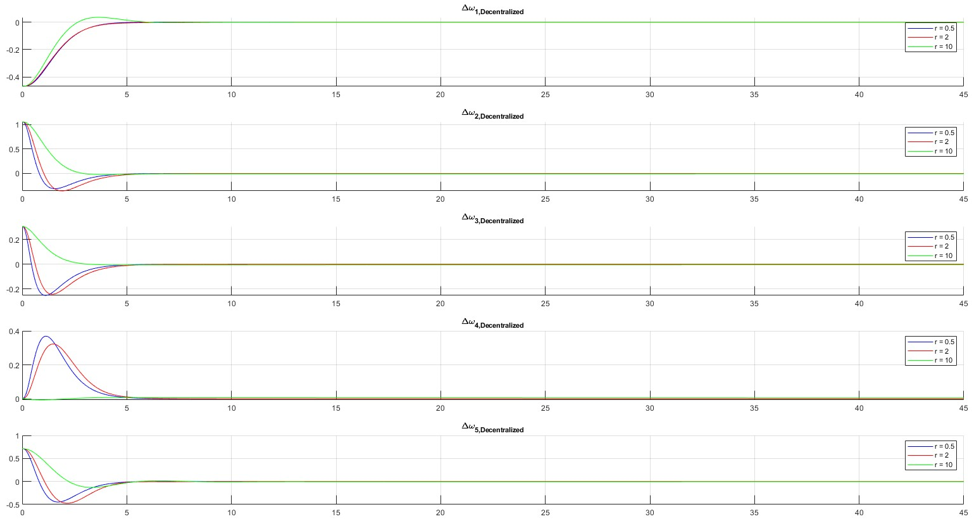 Δω1,Decentralized
0
-0.2
-0.4
r = 0.5
r = 2
r = 10
0 5 10 15 20 25 30 35 40 45
Δω2,Decentralized
1
0.5
0
r = 0.5
r = 2
r = 10
0 5 10 15 20 25 30 35 40 45
Δω3,Decentralized
0.2
0
-0.2
r = 0.5
r = 2
r = 10
0 5 10 15 20 25 30 35 40 45
Δω4,Decentralized
0.4
0.2
0
r = 0.5
r = 2
r = 10
0 5 10 15 20 25 30 35 40 45
Δω5,Decentralized
1
0.5
0
-0.5
r = 0.5
r = 2
r = 10
0 5 10 15 20 25 30 35 40 45